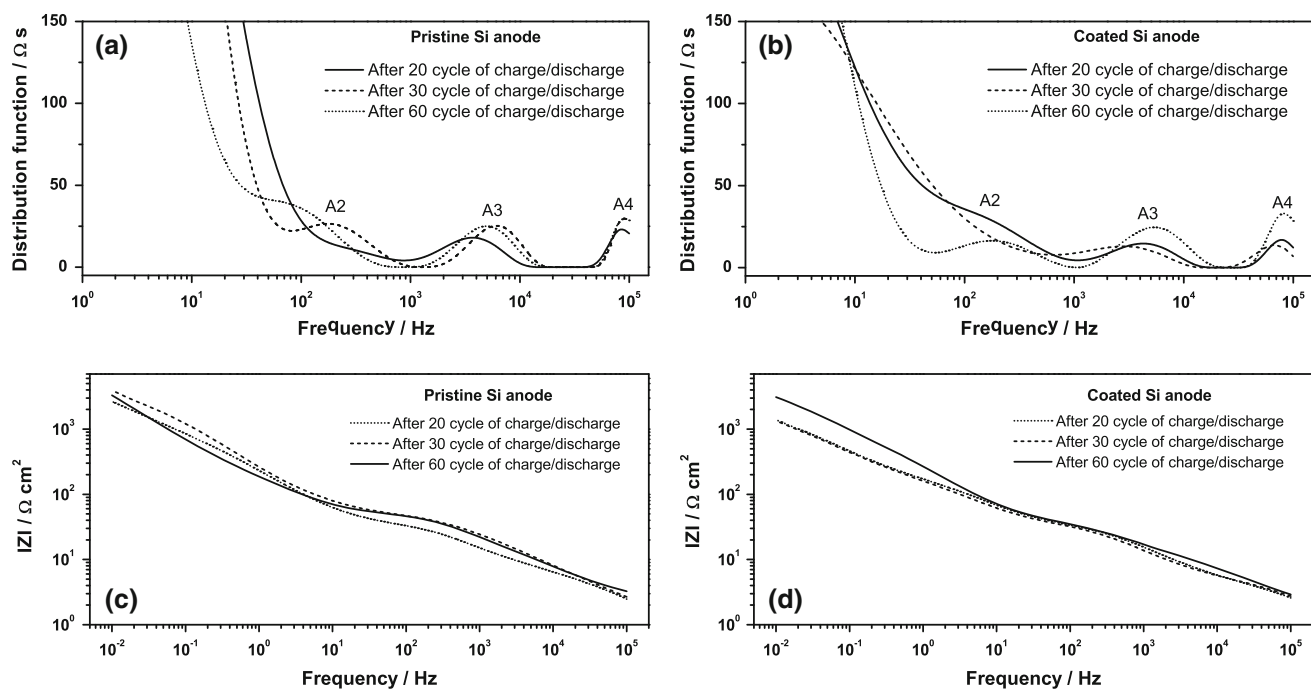 (a)
Pristine Si anode
After 20 cycle of charge/discharge
After 30 cycle of charge/discharge
After 60 cycle of charge/discharge
A2
A3
A4
150
100
50
0
Distribution function / Ω s
10^0 10^1 10^2 10^3 10^4 10^5
Frequency / Hz
(b)
Coated Si anode
After 20 cycle of charge/discharge
After 30 cycle of charge/discharge
After 60 cycle of charge/discharge
A2
A3
A4
150
100
50
0
Distribution function / Ω s
10^0 10^1 10^2 10^3 10^4 10^5
Frequency / Hz
(c)
Pristine Si anode
After 20 cycle of charge/discharge
After 30 cycle of charge/discharge
After 60 cycle of charge/discharge
10^3
10^2
10^1
10^0
IZI / Ω cm^2
10^-2 10^-1 10^0 10^1 10^2 10^3 10^4 10^5
Frequency / Hz
(d)
Coated Si anode
After 20 cycle of charge/discharge
After 30 cycle of charge/discharge
After 60 cycle of charge/discharge
10^3
10^2
10^1
10^0
IZI / Ω cm^2
10^-2 10^-1 10^0 10^1 10^2 10^3 10^4 10^5
Frequency / Hz